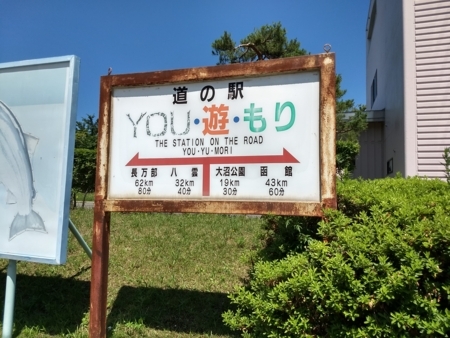 道の駅
YOU・遊・もり
THE STATION ON THE ROAD
YOU-YU-MORI
長万部 八雲 大沼公園 函館
62km 32km 19km 43km
80分 40分 30分 60分